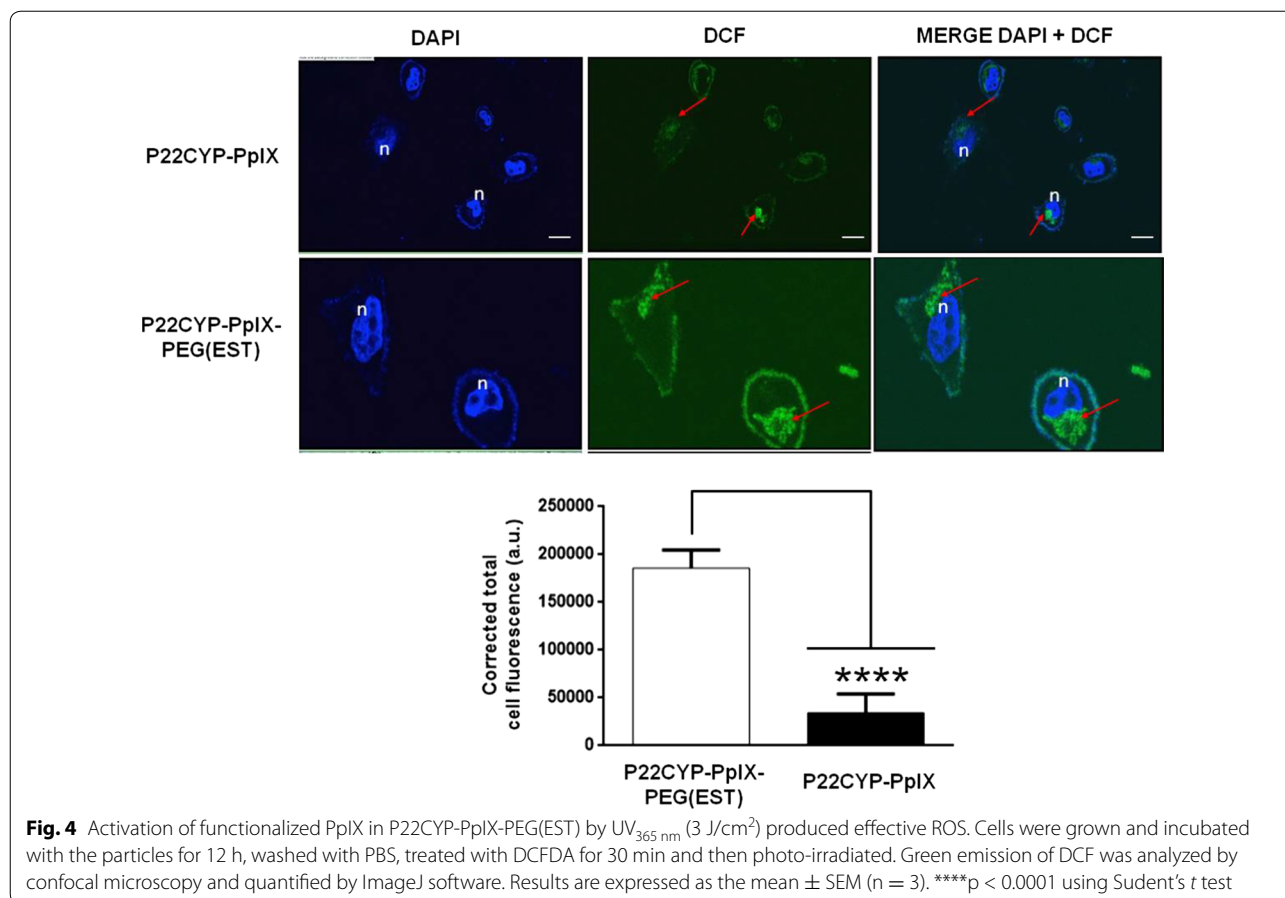 DAPI DCF MERGE DAPI + DCF
P22CYP-PpIX
n n n n
P22CYP-PpIX-
PEG(EST)
n n n n
Corrected total
cell fluorescence (a.u.)
250000
200000
150000
100000
50000
0
****
P22CYP-PpIX-
PEG(EST)
P22CYP-PpIX
Fig. 4 Activation of functionalized PpIX in P22CYP-PpIX-PEG(EST) by UV365 nm (3 J/cm²) produced effective ROS. Cells were grown and incubated
with the particles for 12 h, washed with PBS, treated with DCFDA for 30 min and then photo-irradiated. Green emission of DCF was analyzed by
confocal microscopy and quantified by ImageJ software. Results are expressed as the mean ± SEM (n = 3). ****p < 0.0001 using Sudent's t test